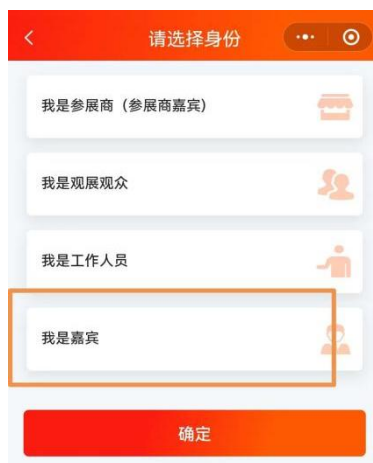 请选择身份
我是参展商（参展商嘉宾）
我是观展观众
我是工作人员
我是嘉宾
确定